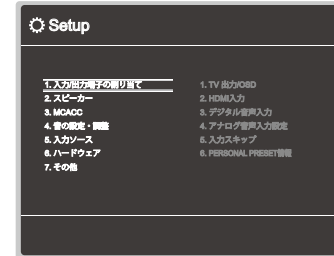 Setup
1. 入力/出力端子の割り当て
2. スピーカー
3. MCACC
4. 音の設定・調整
5. 入力ソース
6. ハードウェア
7. その他
1. TV 出力/OSD
2. HDMI入力
3. デジタル音声入力
4. アナログ音声入力設定
5. 入力スキップ
6. PERSONAL PRESET情報